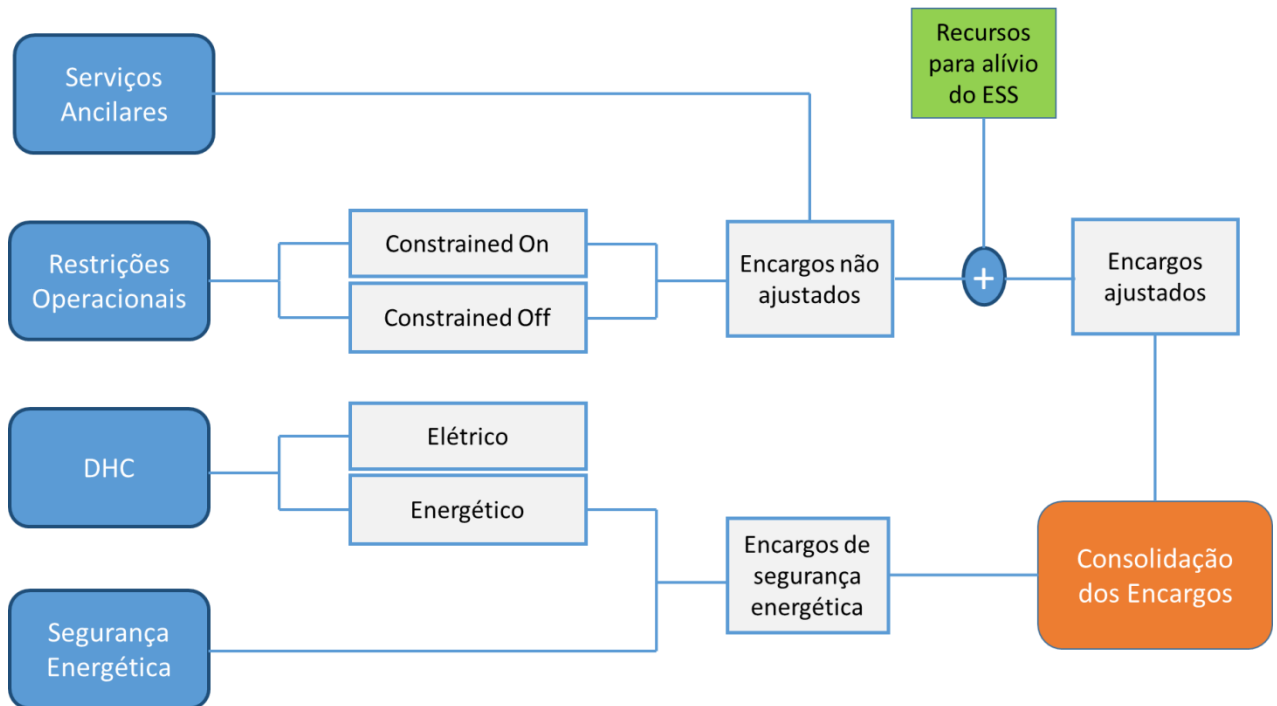 Serviços
Ancilares
Recursos
para alívio
do ESS
Restrições
Operacionais
Constrained On
Constrained Off
Encargos não
ajustados
+
Encargos
ajustados
DHC
Elétrico
Energético
Encargos de
segurança
energética
Consolidação
dos Encargos
Segurança
Energética